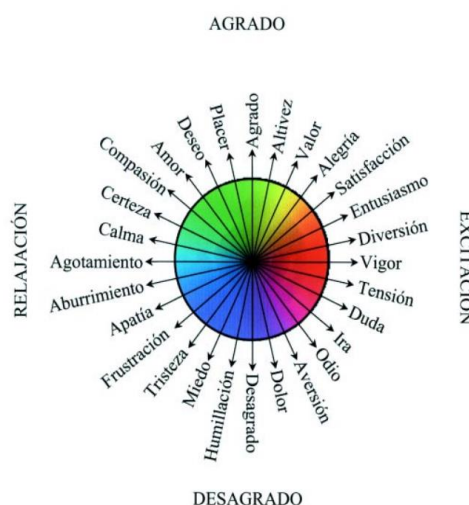 AGRADO
Agrado
Altivez
Valor
Alegría
Satisfacción
Entusiasmo
Diversión
Vigor
Tensión
Duda
Ira
Odio
Aversión
Dolor
Desagrado
Humillación
Miedo
Tristeza
Frustración
Apatía
Aburrimiento
Agotamiento
Calma
Certeza
Compasión
Amor
Deseo
Placer
RELAJACIÓN
EXCITACIÓN
DESAGRADO